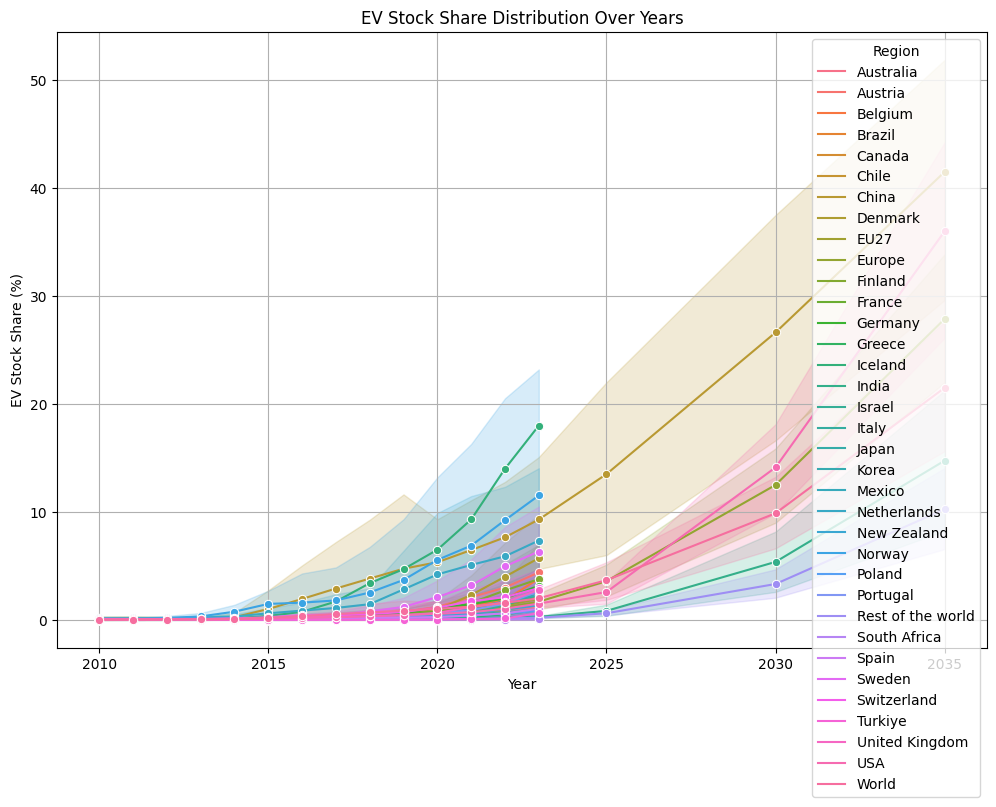 EV Stock Share Distribution Over Years
EV Stock Share (%)
50
40
30
20
10
0
2010
2015
2020
2025
2030
2035
Year
Region
Australia
Austria
Belgium
Brazil
Canada
Chile
China
Denmark
EU27
Europe
Finland
France
Germany
Greece
Iceland
India
Israel
Italy
Japan
Korea
Mexico
Netherlands
New Zealand
Norway
Poland
Portugal
Rest of the world
South Africa
Spain
Sweden
Switzerland
Turkiye
United Kingdom
USA
World